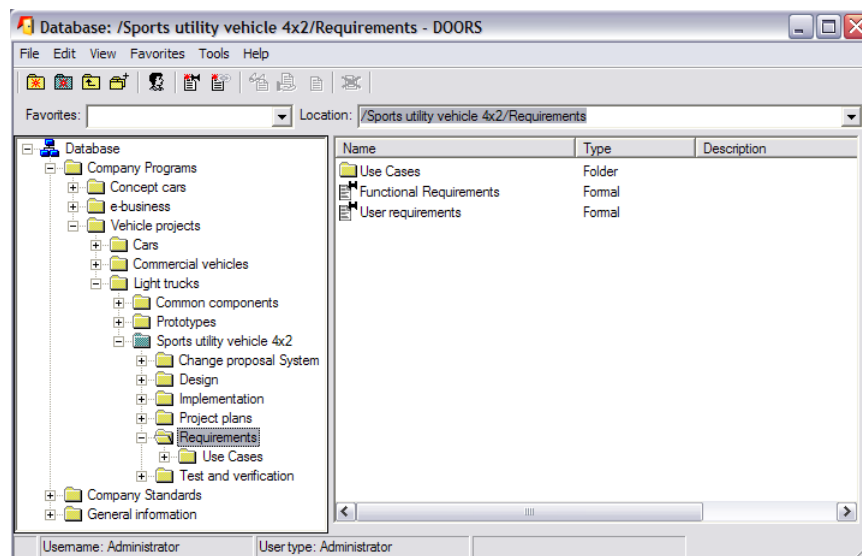 Database: /Sports utility vehicle 4x2/Requirements - DOORS
File Edit View Favorites Tools Help
Favorites: Location: /Sports utility vehicle 4x2/Requirements
Database
Company Programs
Concept cars
e-business
Vehicle projects
Cars
Commercial vehicles
Light trucks
Common components
Prototypes
Sports utility vehicle 4x2
Change proposal System
Design
Implementation
Project plans
Requirements
Use Cases
Test and verification
Company Standards
General information
Name Type Description
Use Cases Folder
Functional Requirements Formal
User requirements Formal
Username: Administrator User type: Administrator